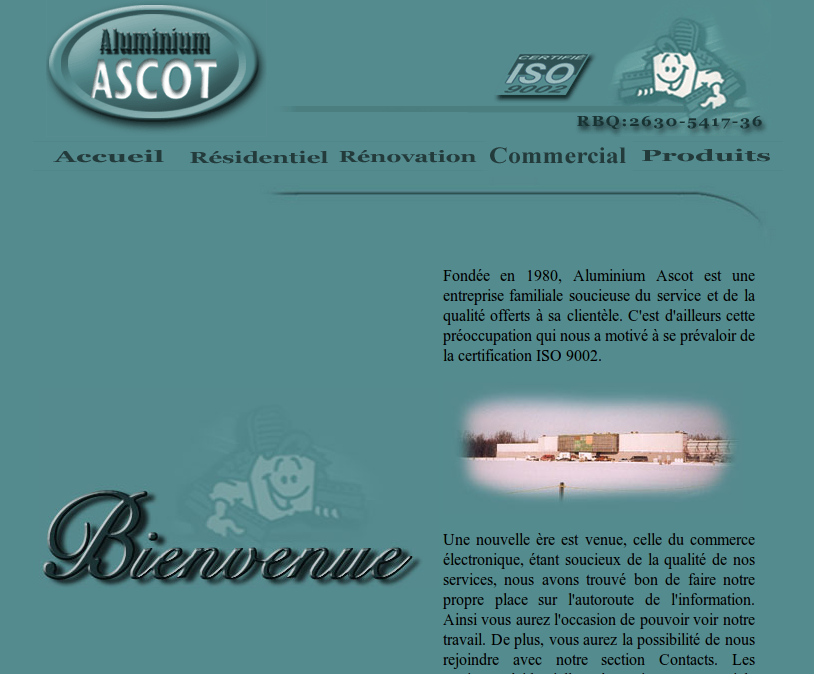 Aluminium
ASCOT
CERTIFIÉ
ISO
9002
RBQ:2630-5417-36
Accueil Résidentiel Rénovation Commercial Produits
Fondée en 1980, Aluminium Ascot est une
entreprise familiale soucieuse du service et de la
qualité offerts à sa clientèle. C'est d'ailleurs cette
préoccupation qui nous a motivé à se prévaloir de
la certification ISO 9002.
Bienvenue
Une nouvelle ère est venue, celle du commerce
électronique, étant soucieux de la qualité de nos
services, nous avons trouvé bon de faire notre
propre place sur l'autoroute de l'information.
Ainsi vous aurez l'occasion de pouvoir voir notre
travail. De plus, vous aurez la possibilité de nous
rejoindre avec notre section Contacts. Les